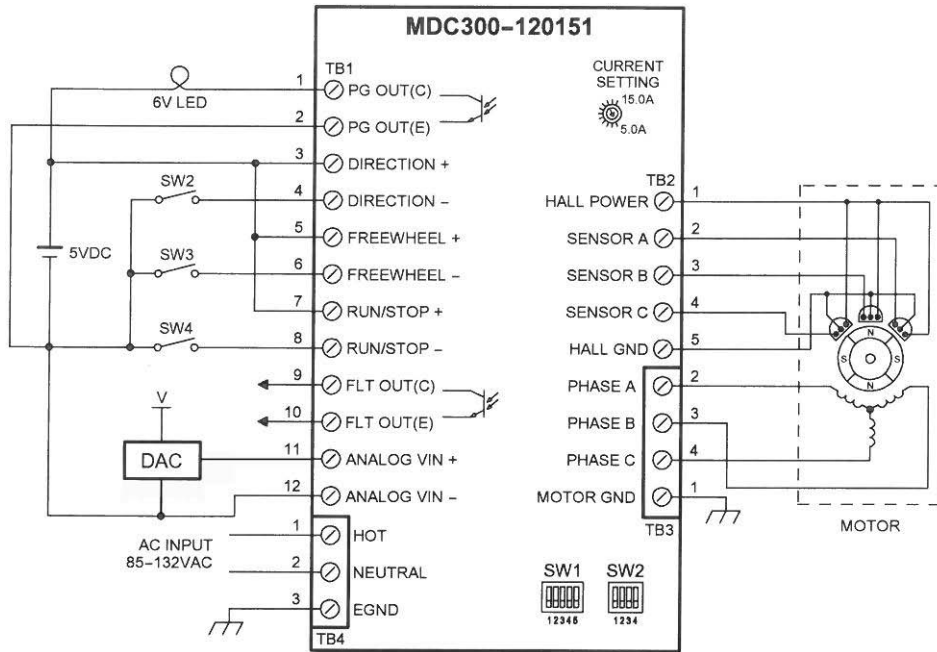 MDC300-120151
TB1
CURRENT
SETTING
15.0A
5.0A
6V LED
1 PG OUT(C)
2 PG OUT(E)
3 DIRECTION +
SW2
4 DIRECTION –
5VDC
5 FREEWHEEL +
SW3
6 FREEWHEEL –
7 RUN/STOP +
SW4
8 RUN/STOP –
9 FLT OUT(C)
10 FLT OUT(E)
V
DAC
11 ANALOG VIN +
12 ANALOG VIN –
AC INPUT
85–132VAC
1 HOT
2 NEUTRAL
3 EGND
TB4
TB2
HALL POWER 1
SENSOR A 2
SENSOR B 3
SENSOR C 4
HALL GND 5
PHASE A 2
PHASE B 3
PHASE C 4
MOTOR GND 1
TB3
N
S
S
N
MOTOR
SW1
12345
SW2
1234